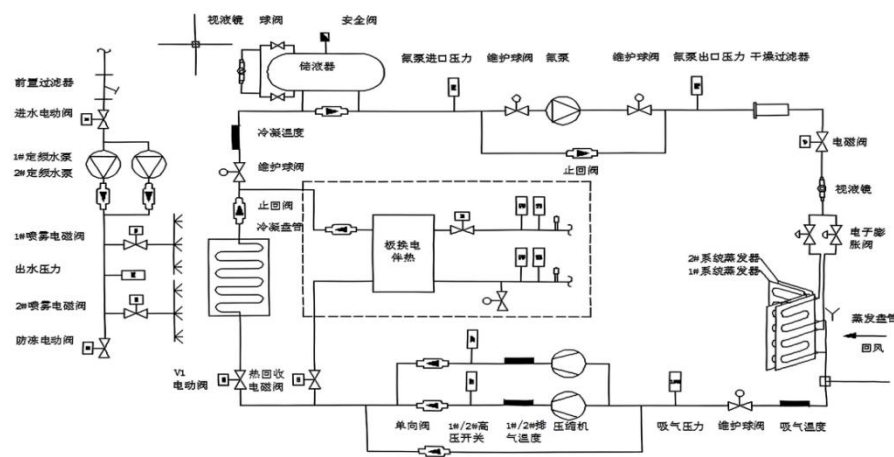 视液镜 球阀 安全阀
储液器
氟泵进口压力 维护球阀 氟泵 维护球阀 氟泵出口压力 干燥过滤器
前置过滤器
进水电动阀
冷凝温度
电磁阀
1#定频水泵
2#定频水泵
维护球阀
止回阀
视液镜
止回阀
冷凝盘管
1#喷雾电磁阀
板换电
伴热
电子膨
胀阀
出水压力
2#系统蒸发器
1#系统蒸发器
2#喷雾电磁阀
蒸发盘管
回风
防冻电动阀
V1
电动阀
热回收
电磁阀
单向阀
1#/2#高
压开关
1#/2#排
气温度
压缩机
吸气压力 维护球阀 吸气温度